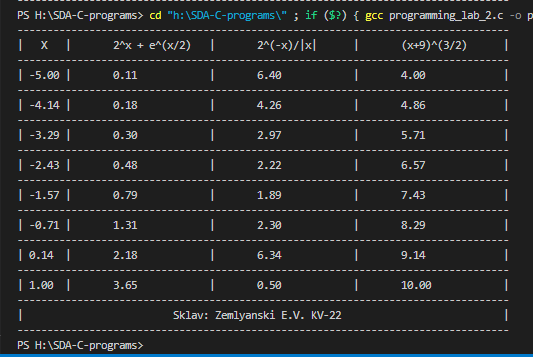 PS H:\SDA-C-programs> cd "h:\SDA-C-programs\" ; if ($?) { gcc programming_lab_2.c -o p
---------------------------------------------------------------------------------
|   X   |       2^x + e^(x/2)   |       2^(-x)/|x|      |       (x+9)^(3/2)     |
---------------------------------------------------------------------------------
| -5.00 |       0.11            |       6.40            |       4.00            |
---------------------------------------------------------------------------------
| -4.14 |       0.18            |       4.26            |       4.86            |
---------------------------------------------------------------------------------
| -3.29 |       0.30            |       2.97            |       5.71            |
---------------------------------------------------------------------------------
| -2.43 |       0.48            |       2.22            |       6.57            |
---------------------------------------------------------------------------------
| -1.57 |       0.79            |       1.89            |       7.43            |
---------------------------------------------------------------------------------
| -0.71 |       1.31            |       2.30            |       8.29            |
---------------------------------------------------------------------------------
| 0.14  |       2.18            |       6.34            |       9.14            |
---------------------------------------------------------------------------------
| 1.00  |       3.65            |       0.50            |       10.00           |
---------------------------------------------------------------------------------
|                         Sklav: Zemlyanski E.V. KV-22                          |
---------------------------------------------------------------------------------
PS H:\SDA-C-programs>